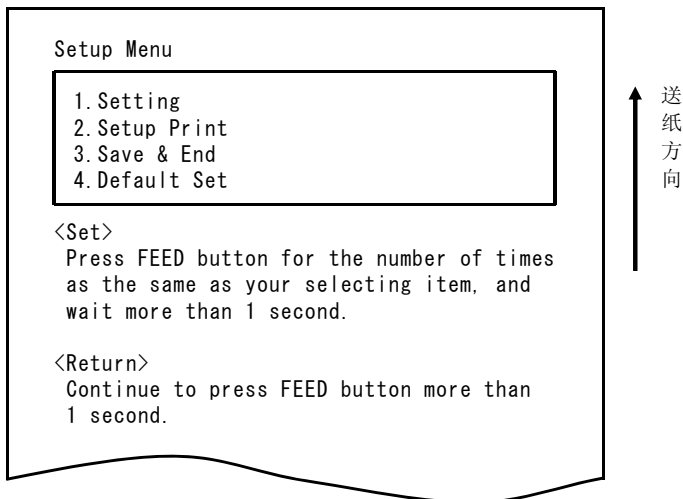 Setup Menu
1.Setting
2.Setup Print
3.Save & End
4.Default Set
<Set>
Press FEED button for the number of times
as the same as your selecting item, and
wait more than 1 second.
<Return>
Continue to press FEED button more than
1 second.
送纸方向